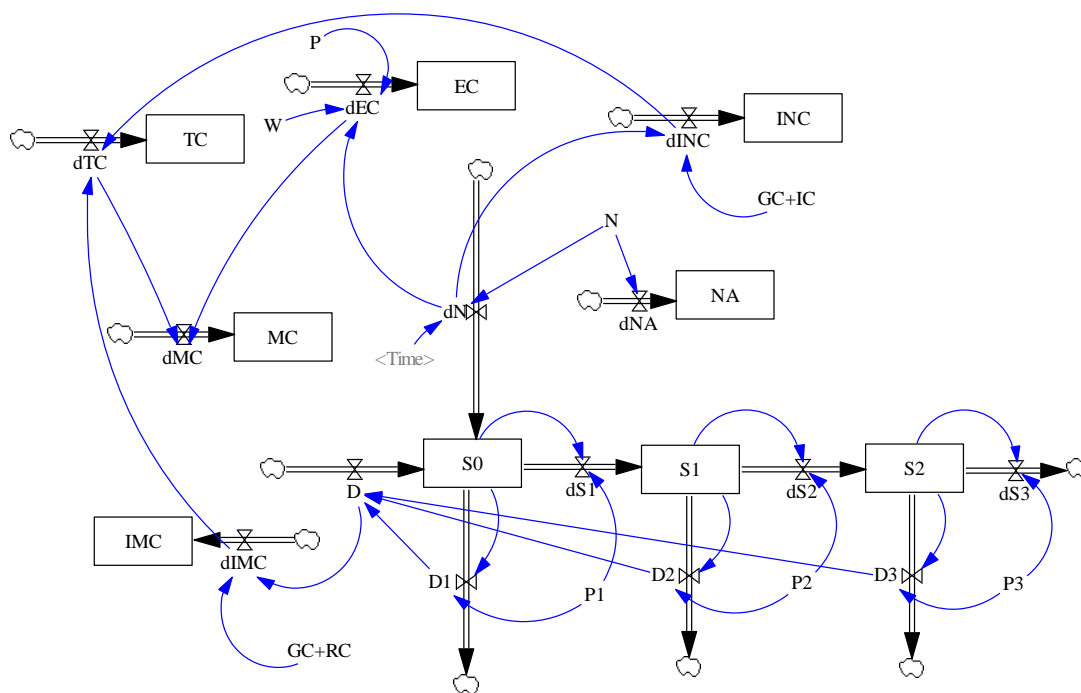 P
EC
dEC
W
TC
dTC
INC
dINC
GC+IC
N
dN
<Time>
NA
dNA
MC
dMC
S0
dS1
S1
dS2
S2
dS3
D
IMC
dIMC
D1
P1
D2
P2
D3
P3
GC+RC